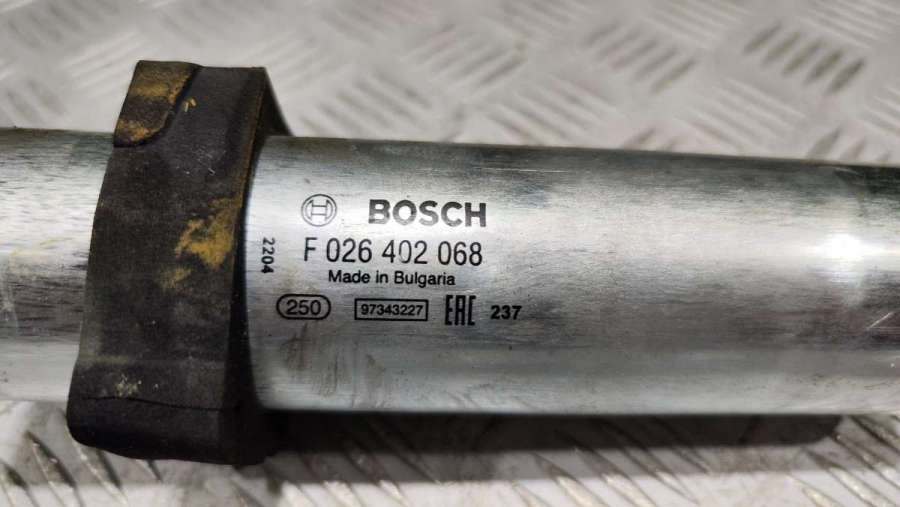 BOSCH
F 026 402 068
Made in Bulgaria
250 97343227 EAC 237
2204